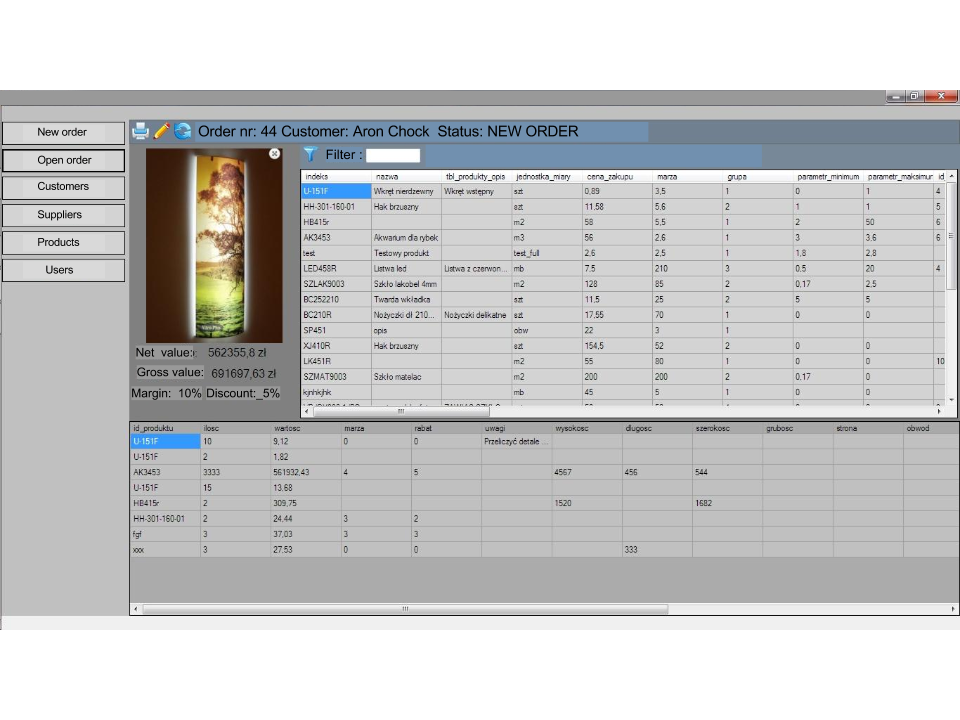 New order
Open order
Customers
Suppliers
Products
Users
Order nr: 44 Customer: Aron Chock Status: NEW ORDER
Filter :
Net value: 562355,8 zł
Gross value: 691697,63 zł
Margin: 10% Discount:_5%
indeks nazwa tbl_produkty_opis jednostka_miary cena_zakupu marza grupa parametr_minimum parametr_maksimum id_
U-151F Wkręt nierdzewny Wkręt wstępny szt 0,89 3,5 1 0 1 4
HH-301-160-01 Hak brzuszny szt 11,58 5.6 2 1 1 5
HB415r m2 58 5,5 1 2 50 6
AK3453 Akwarium dla rybek m3 56 2.6 1 3 3,6 6
test Testowy produkt test_full 2,6 2,5 1 1,8 2,8
LED458R Listwa led Listwa z czerwon... mb 7.5 210 3 0,5 20 4
SZLAK9003 Szkło lakobel 4mm m2 128 85 2 0,17 2,5
BC252210 Twarda wkładka szt 11.5 25 2 5 5
BC210R Nożyczki dł 210... Nożyczki delikatne szt 17.55 70 1 0 0
SP451 opis obw 22 3 1
XJ410R Hak brzuszny szt 154,5 52 2 0 0
LK451R m2 55 80 1 0 0 10
SZMAT9003 Szkło matelac m2 200 200 2 0.17 0
kjnhkjhk mb 45 5 1 0 0
id_produktu ilosc wartosc marza rabat uwagi wysokosc dlugosc szerokosc grubosc strona obwod
U-151F 10 9,12 0 0 Przeliczyć detale ...
U-151F 2 1,82
AK3453 3333 561932,43 4 5 4567 456 544
U-151F 15 13,68
HB415r 2 309,75 1520 1682
HH-301-160-01 2 24,44 3 2
fgf 3 37,03 3 3
xxx 3 27.53 0 0 333